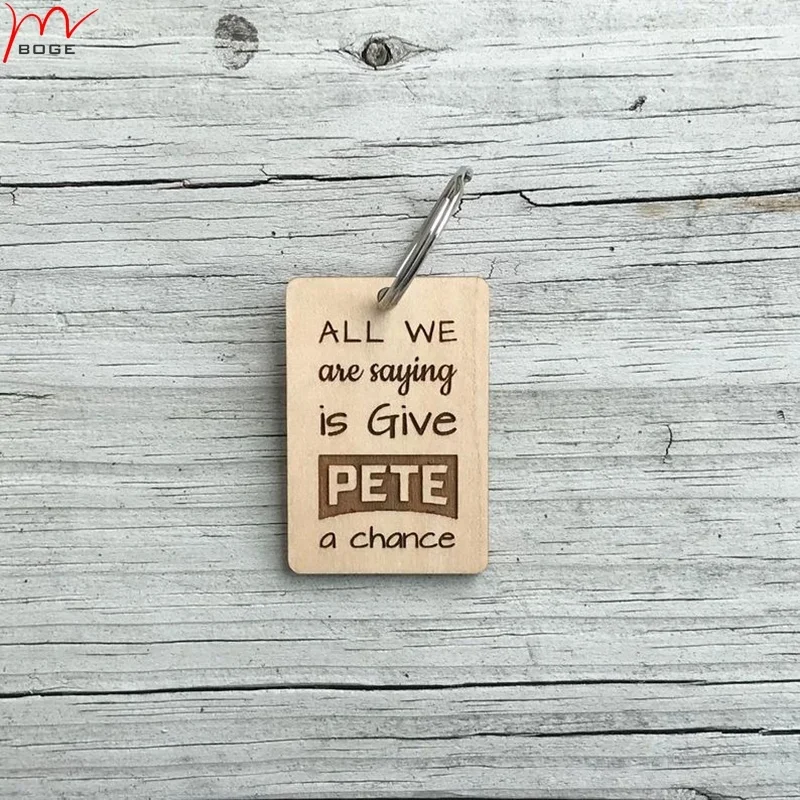 BOGE
ALL WE
are saying
is Give
PETE
a chance